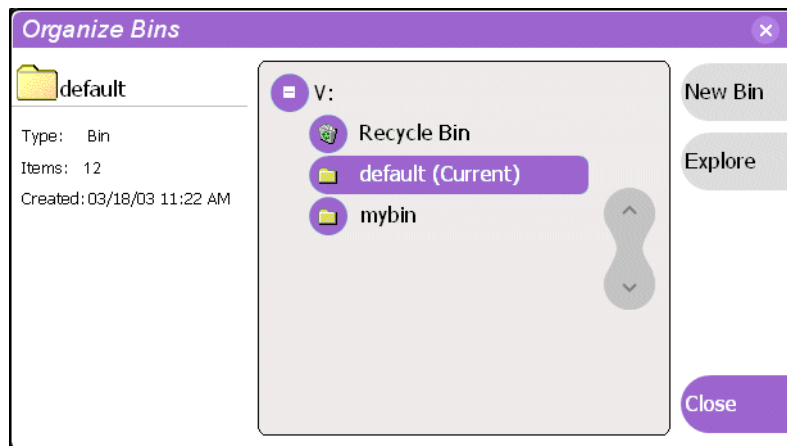 Organize Bins
default
Type: Bin
Items: 12
Created: 03/18/03 11:22 AM
V:
Recycle Bin
default (Current)
mybin
New Bin
Explore
Close